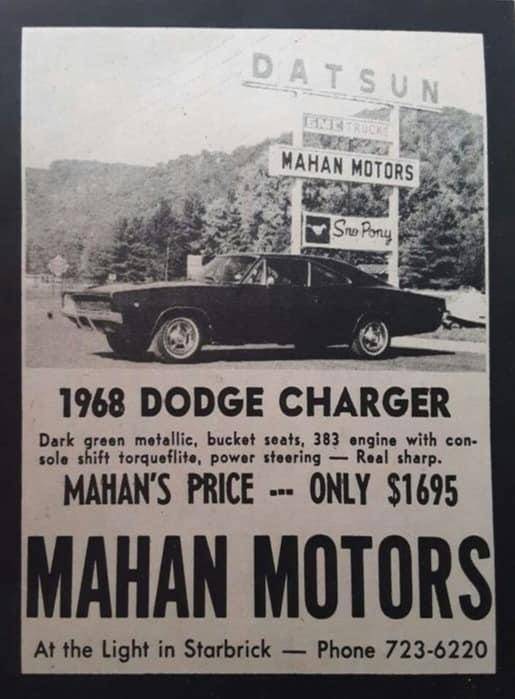 DATSUN
GMC TRUCKS
MAHAN MOTORS
Sno Pony
1968 DODGE CHARGER
Dark green metallic, bucket seats, 383 engine with con-
sole shift torqueflite, power steering — Real sharp.
MAHAN'S PRICE --- ONLY $1695
MAHAN MOTORS
At the Light in Starbrick — Phone 723-6220